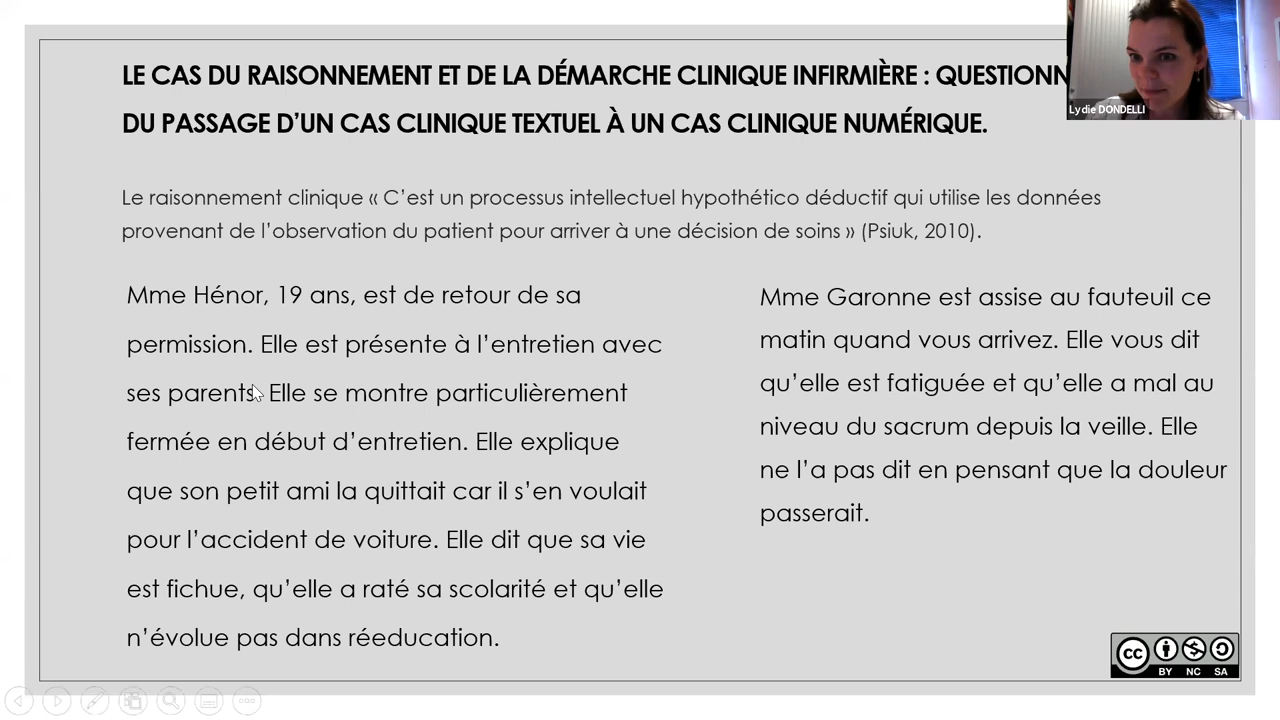 LE CAS DU RAISONNEMENT ET DE LA DÉMARCHE CLINIQUE INFIRMIÈRE : QUESTIONN
DU PASSAGE D’UN CAS CLINIQUE TEXTUEL À UN CAS CLINIQUE NUMÉRIQUE.
Lydie DONDELLI
Le raisonnement clinique « C’est un processus intellectuel hypothético déductif qui utilise les données
provenant de l’observation du patient pour arriver à une décision de soins » (Psiuk, 2010).
Mme Hénor, 19 ans, est de retour de sa
permission. Elle est présente à l’entretien avec
ses parents. Elle se montre particulièrement
fermée en début d’entretien. Elle explique
que son petit ami la quittait car il s’en voulait
pour l’accident de voiture. Elle dit que sa vie
est fichue, qu’elle a raté sa scolarité et qu’elle
n’évolue pas dans réeducation.
Mme Garonne est assise au fauteuil ce
matin quand vous arrivez. Elle vous dit
qu’elle est fatiguée et qu’elle a mal au
niveau du sacrum depuis la veille. Elle
ne l’a pas dit en pensant que la douleur
passerait.
cc
BY NC SA